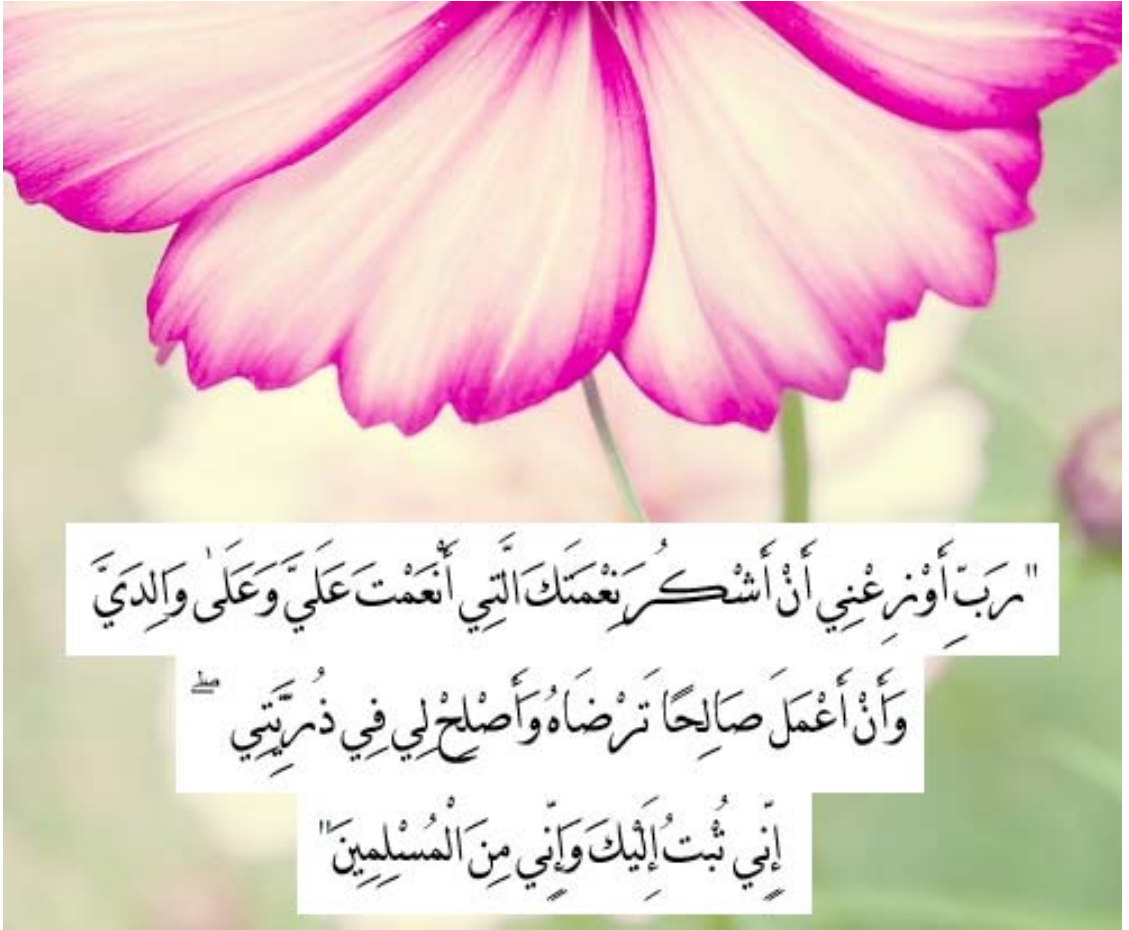 "رَبِّ أَوْزِعْنِي أَنْ أَشْكُرَ نِعْمَتَكَ الَّتِي أَنْعَمْتَ عَلَيَّ وَعَلَىٰ وَالِدَيَّ
وَأَنْ أَعْمَلَ صَالِحًا تَرْضَاهُ وَأَصْلِحْ لِي فِي ذُرِّيَّتِي ۖ
إِنِّي تُبْتُ إِلَيْكَ وَإِنِّي مِنَ الْمُسْلِمِينَ"